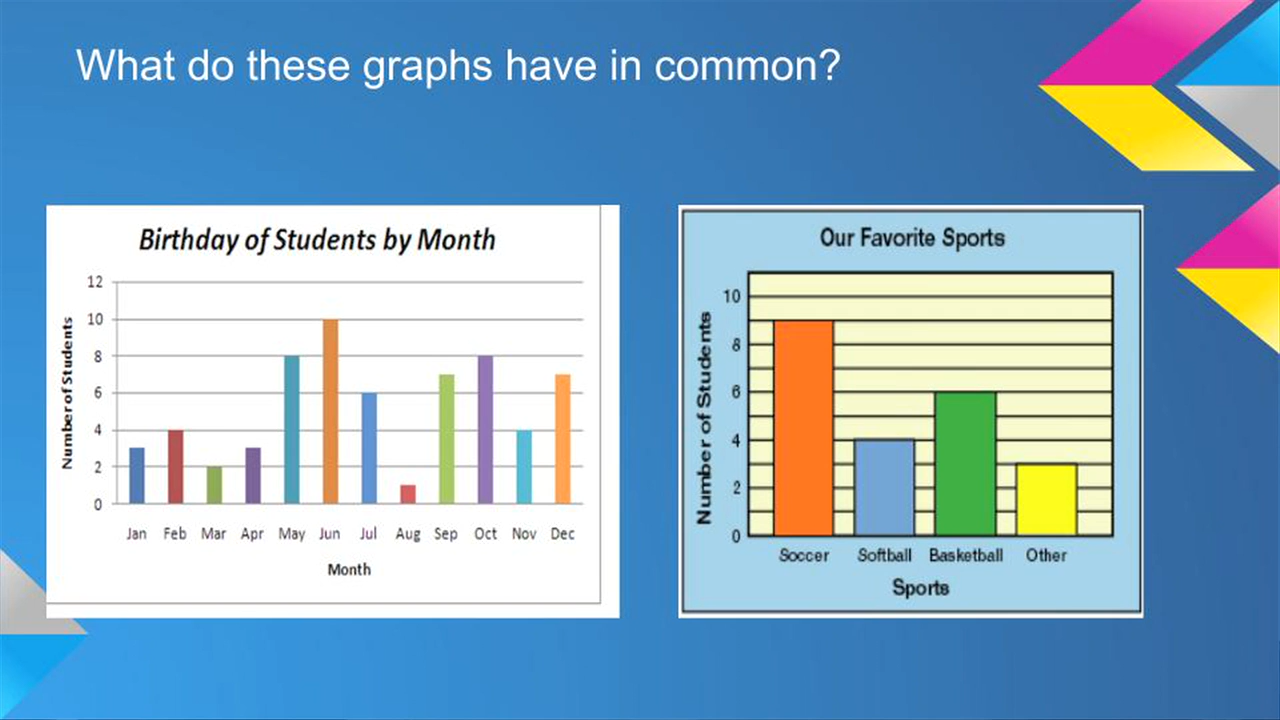 What do these graphs have in common?
Birthday of Students by Month
Number of Students
12
10
8
6
4
2
0
Jan Feb Mar Apr May Jun Jul Aug Sep Oct Nov Dec
Month
Our Favorite Sports
Number of Students
10
8
6
4
2
0
Soccer Softball Basketball Other
Sports